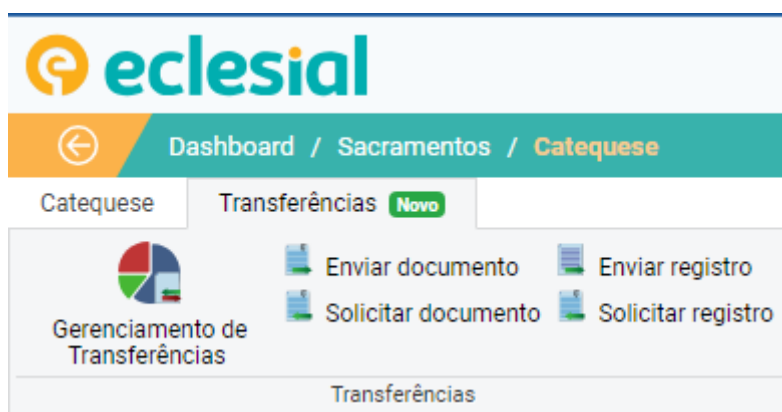 eclesial
Dashboard / Sacramentos / Catequese
Catequese
Transferências Novo
Gerenciamento de
Transferências
Enviar documento
Solicitar documento
Enviar registro
Solicitar registro
Transferências